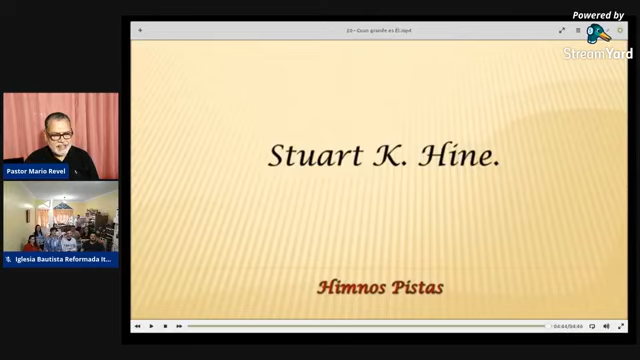 Powered by
StreamYard
20 - Cuan grande es Él.mp4
Stuart K. Hine.
Pastor Mario Revel
Iglesia Bautista Reformada It...
Himnos Pistas
04:44/04:46